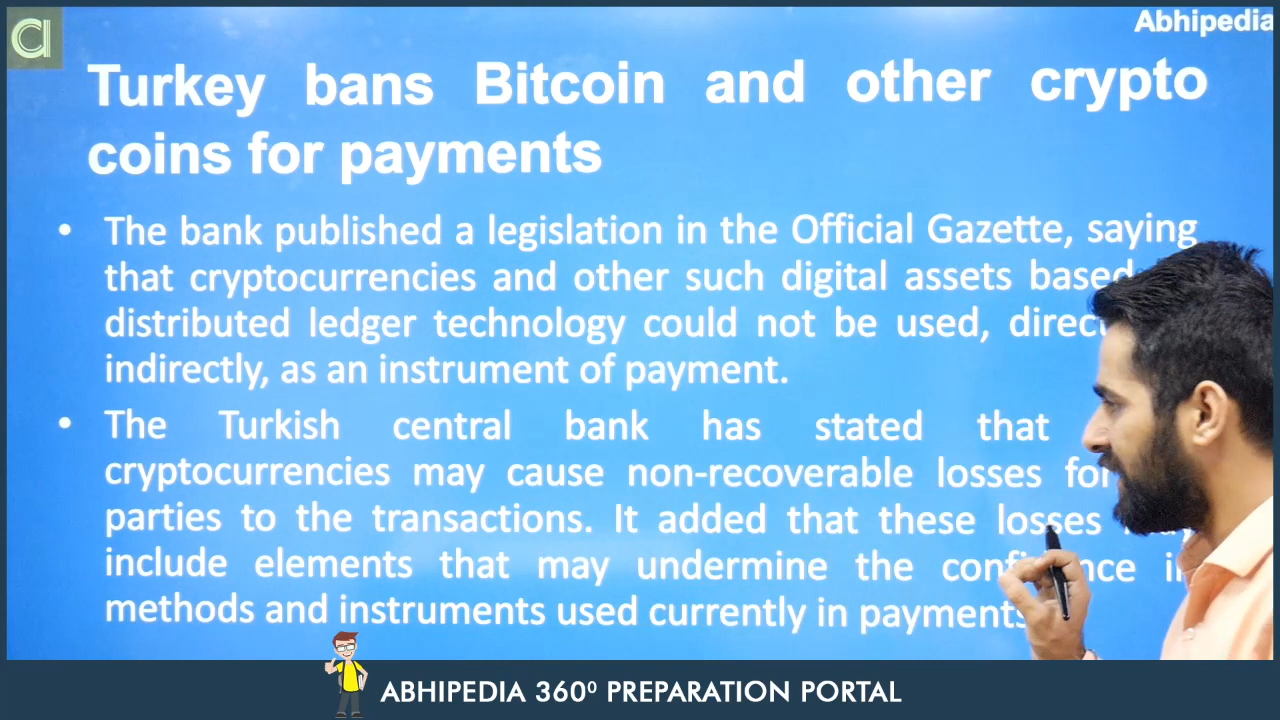 Abhipedia
Turkey bans Bitcoin and other crypto
coins for payments
• The bank published a legislation in the Official Gazette, saying
that cryptocurrencies and other such digital assets based
distributed ledger technology could not be used,
indirectly, as an instrument of payment.
• The Turkish central bank has stated that
cryptocurrencies may cause non-recoverable losses for
parties to the transactions. It added that these losses
include elements that may undermine the
methods and instruments used currently in payments
ABHIPEDIA 360⁰ PREPARATION PORTAL